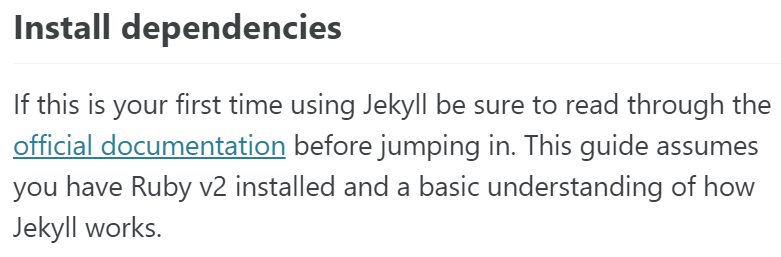 Install dependencies
If this is your first time using Jekyll be sure to read through the
official documentation before jumping in. This guide assumes
you have Ruby v2 installed and a basic understanding of how
Jekyll works.